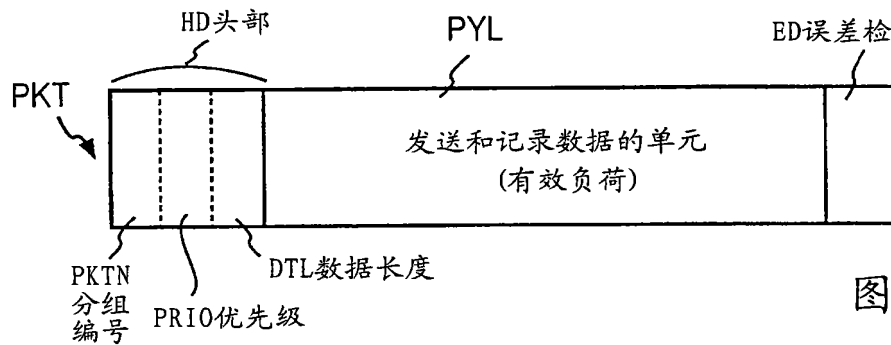 HD头部
PYL
ED误差检
PKT
发送和记录数据的单元
(有效负荷)
PKTN
分组
编号
PRIO优先级
DTL数据长度
图